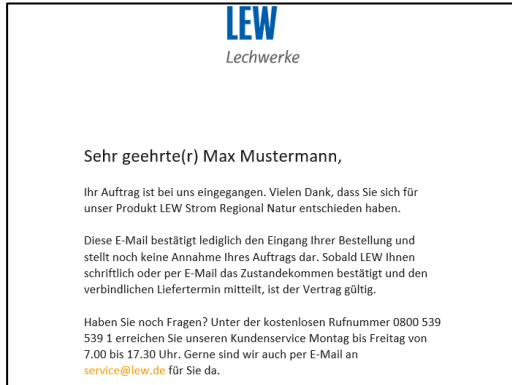 LEW
Lechwerke
Sehr geehrte(r) Max Mustermann,
Ihr Auftrag ist bei uns eingegangen. Vielen Dank, dass Sie sich für
unser Produkt LEW Strom Regional Natur entschieden haben.
Diese E-Mail bestätigt lediglich den Eingang Ihrer Bestellung und
stellt noch keine Annahme Ihres Auftrags dar. Sobald LEW Ihnen
schriftlich oder per E-Mail das Zustandekommen bestätigt und den
verbindlichen Liefertermin mitteilt, ist der Vertrag gültig.
Haben Sie noch Fragen? Unter der kostenlosen Rufnummer 0800 539
539 1 erreichen Sie unseren Kundenservice Montag bis Freitag von
7.00 bis 17.30 Uhr. Gerne sind wir auch per E-Mail an
service@lew.de für Sie da.